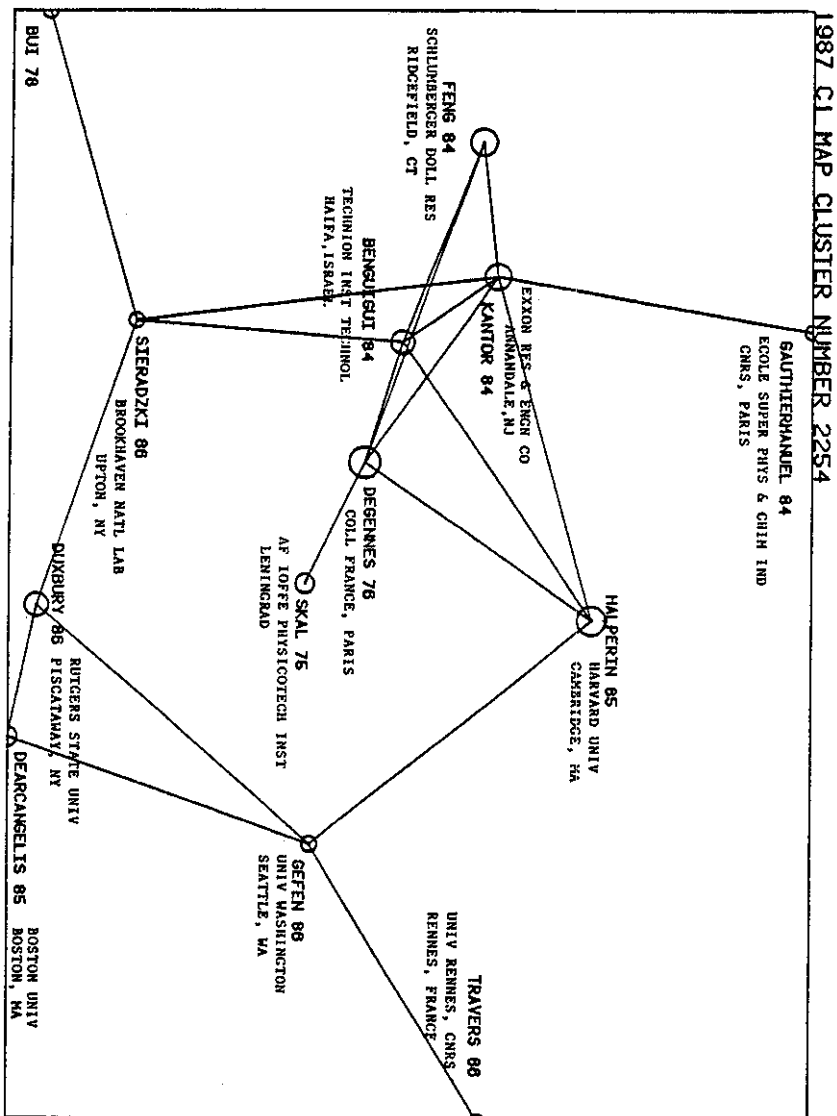 1987 C1 MAP CLUSTER NUMBER 2254
GAUTHIERMANUEL 84
ECOLE SUPER PHYS & CHIM IND
CNRS, PARIS
FENG 84
SCHLUMBERGER DOLL RES
RIDGEFIELD, CT
EXXON RES & ENGN CO
ANNANDALE, NJ
KANTOR 84
HALPERIN 85
HARVARD UNIV
CAMBRIDGE, MA
BENGUIGUI 84
TECHNION INST TECHNOL
HAIFA, ISRAEL
DEGENNES 76
COLL FRANCE, PARIS
SKAL 75
AF IOFFE PHYSICOTECH INST
LENINGRAD
TRAVERS 86
UNIV RENNES, CNRS
RENNES, FRANCE
GEFEN 86
UNIV WASHINGTON
SEATTLE, WA
BUI 78
SIERADZKI 86
BROOKHAVEN NATL LAB
UPTON, NY
DUXBURY 86
RUTGERS STATE UNIV
PISCATAWAY, NY
DEARCANGELIS 85
BOSTON UNIV
BOSTON, MA